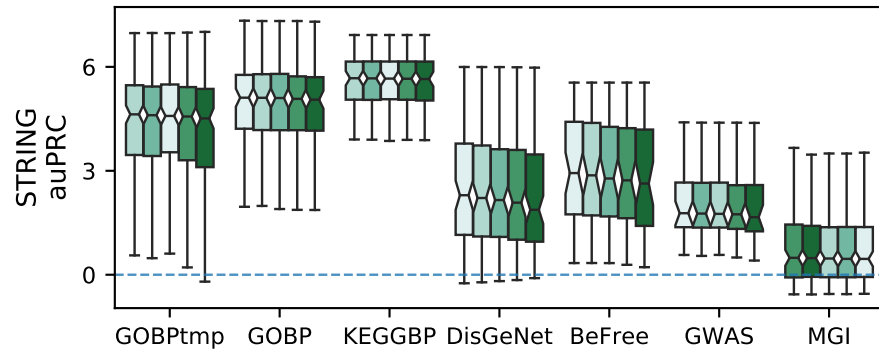 STRING
auPRC
6
3
0
GOBPtmp GOBP KEGGBP DisGeNet BeFree GWAS MGI